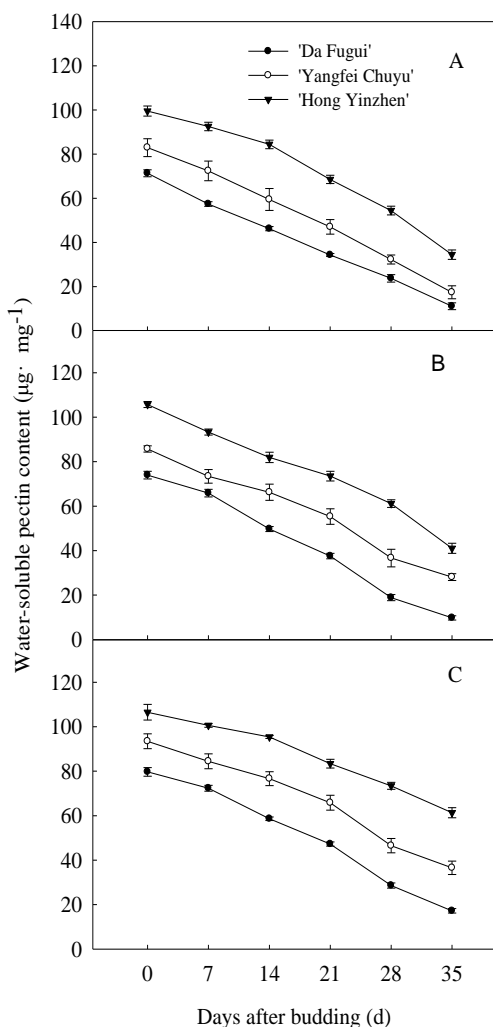 140
120
100
80
60
40
20
0
'Da Fugui'
'Yangfei Chuyu'
'Hong Yinzhen'
A
120
100
80
60
40
20
0
B
120
100
80
60
40
20
0
C
0 7 14 21 28 35
Days after budding (d)
Water-soluble pectin content (μg· mg⁻¹)